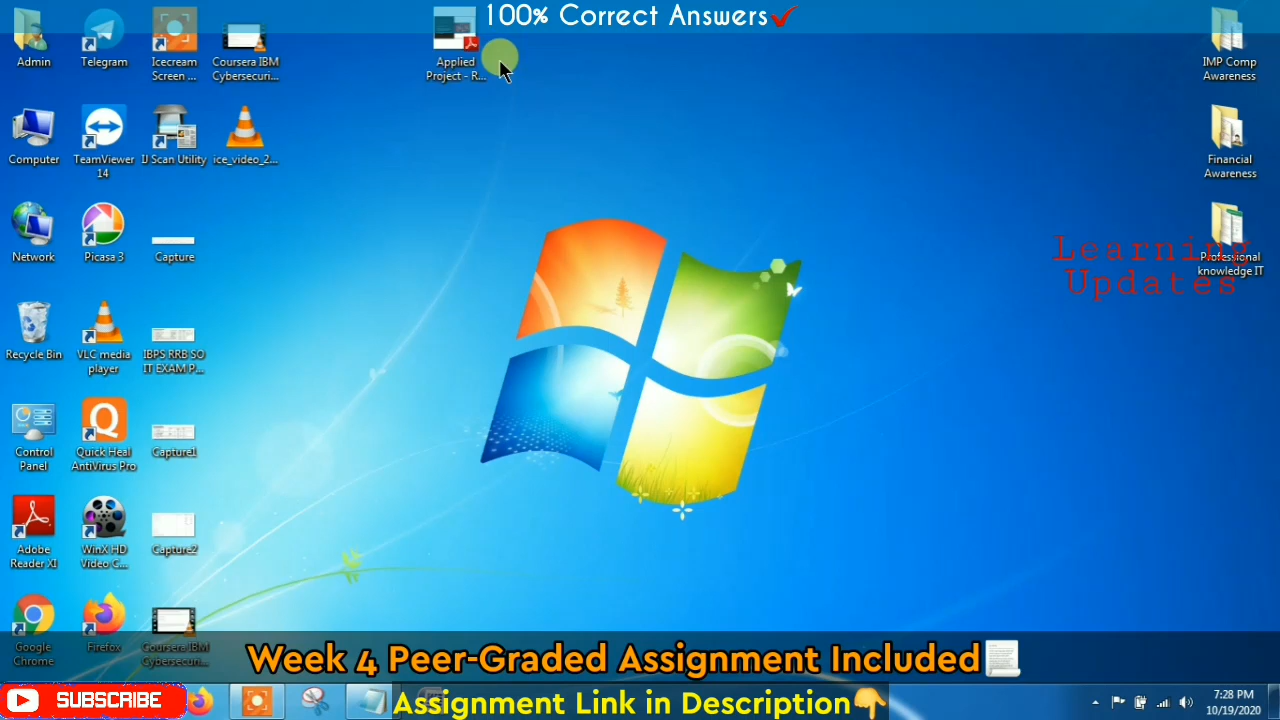 100% Correct Answers
Admin
Telegram
Icecream
Screen ...
Coursera IBM
Cybersecuri...
Applied
Project - R...
IMP Comp
Awareness
Computer
TeamViewer
14
IJ Scan Utility
ice_video_2...
Financial
Awareness
Network
Picasa 3
Capture
Learning
Updates
Professional
knowledge IT
Recycle Bin
VLC media
player
IBPS RRB SO
IT EXAM P...
Control
Panel
Quick Heal
AntiVirus Pro
Capture1
Adobe
Reader XI
WinX HD
Video C...
Capture2
Google
Chrome
Firefox
Coursera IBM
Cybersecuri...
Week 4 Peer-Graded Assignment Included
SUBSCRIBE
Assignment Link in Description
7:28 PM
10/19/2020